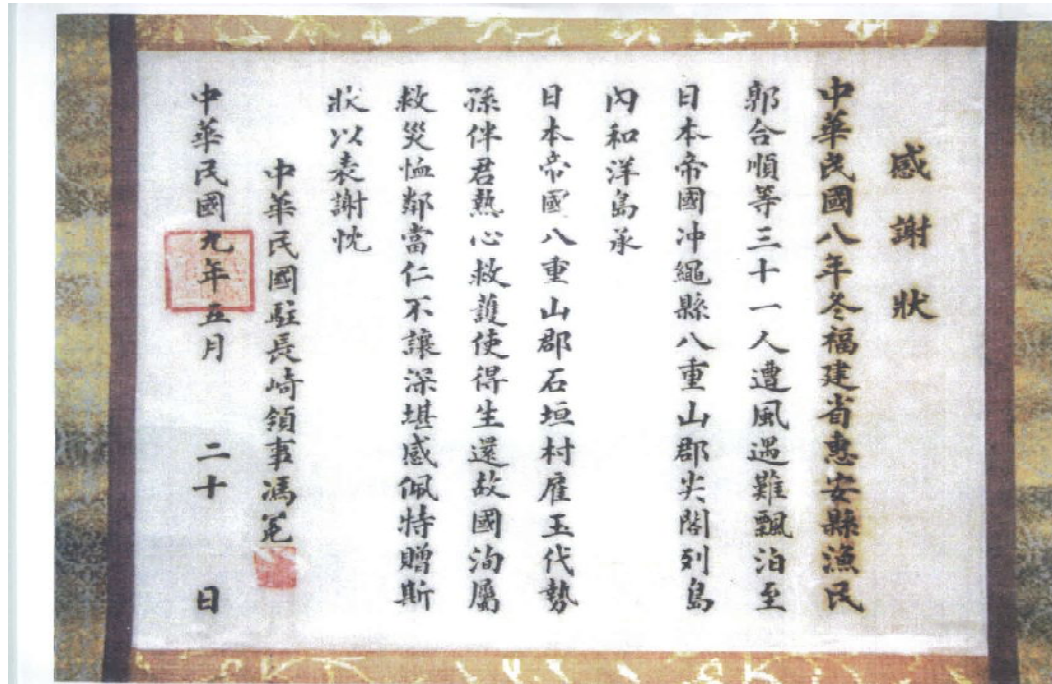 感謝狀
中華民國八年冬福建省惠安縣漁民
郭合順等三十一人遭風遇難飄泊至
日本帝國冲繩縣八重山郡尖閣列島
內和洋島承
日本帝國八重山郡石垣村雇玉代勢
孫伴君熱心救護使得生還故國洵屬
救災恤鄰當仁不讓深堪感佩特贈斯
狀以表謝忱
中華民國駐長崎領事馮冕
中華民國九年五月二十日